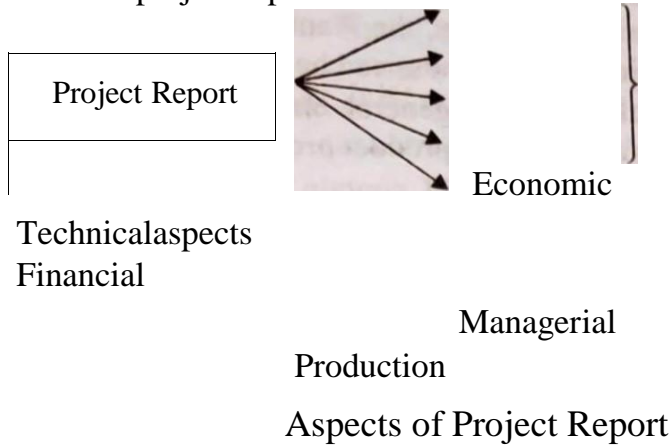 Project Report
Economic
Technicalaspects
Financial
Managerial
Production
Aspects of Project Report